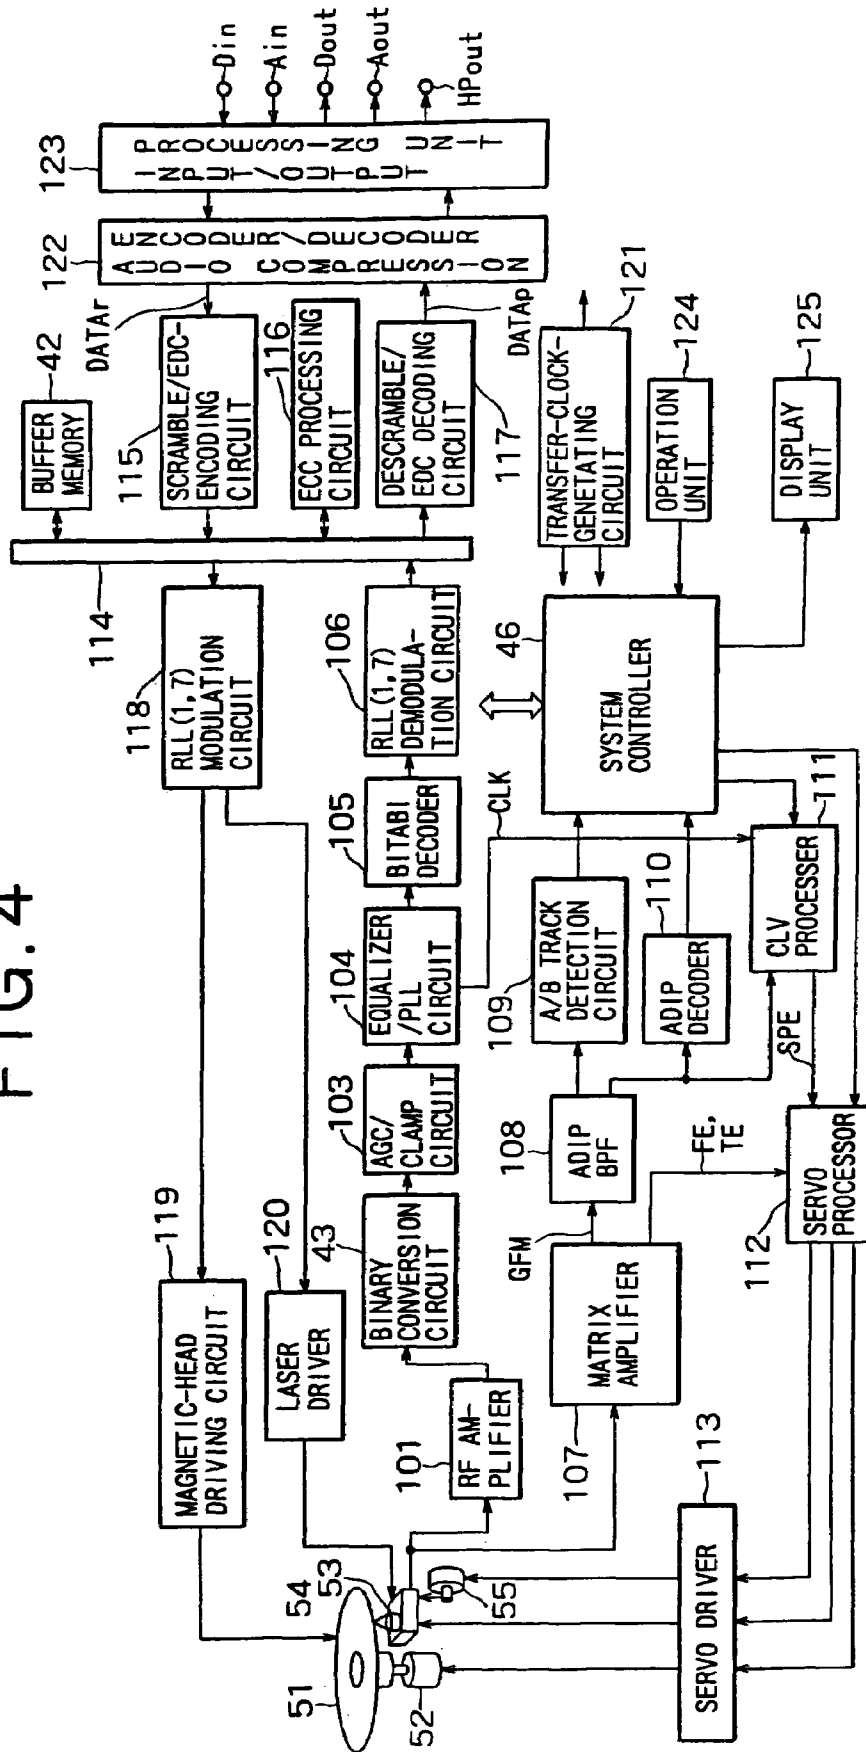 FIG. 4
51
52
53
54
55
119
MAGNETIC-HEAD
DRIVING CIRCUIT
120
LASER
DRIVER
118
RLL(1,7)
MODULATION
CIRCUIT
114
42
BUFFER
MEMORY
DATAr
115
SCRAMBLE/EDC-
ENCODING
CIRCUIT
116
ECC PROCESSING
CIRCUIT
117
DESCRAMBLE/
EDC DECODING
CIRCUIT
DATAp
122
AUDIO COMPRESSION
ENCODER/DECODER
123
INPUT/OUTPUT
PROCESSING UNIT
Din
Ain
Dout
Aout
HPout
101
RF AM-
PLIFIER
43
BINARY
CONVERSION
CIRCUIT
103
AGC/
CLAMP
CIRCUIT
104
EQUALIZER
/PLL
CIRCUIT
105
BITABI
DECODER
106
RLL(1,7)
DEMODULA-
TION CIRCUIT
CLK
107
MATRIX
AMPLIFIER
GFM
108
ADIP
BPF
109
A/B TRACK
DETECTION
CIRCUIT
110
ADIP
DECODER
46
SYSTEM
CONTROLLER
121
TRANSFER-CLOCK-
GENETATING
CIRCUIT
124
OPERATION
UNIT
125
DISPLAY
UNIT
111
CLV
PROCESSER
SPE
FE,
TE
112
SERVO
PROCESSOR
113
SERVO DRIVER